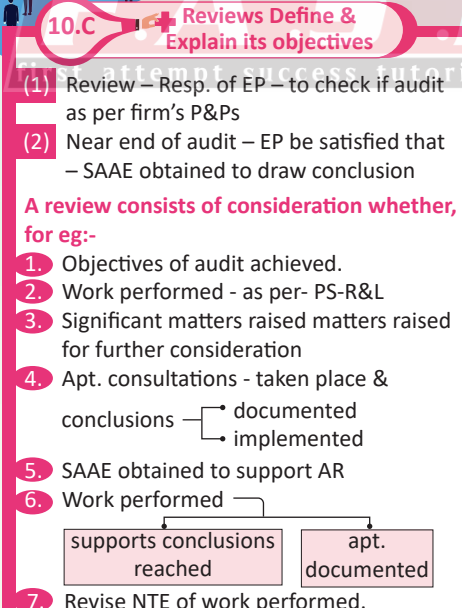 10.C
Reviews Define &
Explain its objectives
first attempt success tutor
(1) Review – Resp. of EP – to check if audit
as per firm's P&Ps
(2) Near end of audit – EP be satisfied that
– SAAE obtained to draw conclusion
A review consists of consideration whether,
for eg:-
1. Objectives of audit achieved.
2. Work performed - as per- PS-R&L
3. Significant matters raised matters raised
for further consideration
4. Apt. consultations - taken place &
conclusions
documented
implemented
5. SAAE obtained to support AR
6. Work performed
supports conclusions
reached
apt.
documented
7. Revise NTE of work performed.